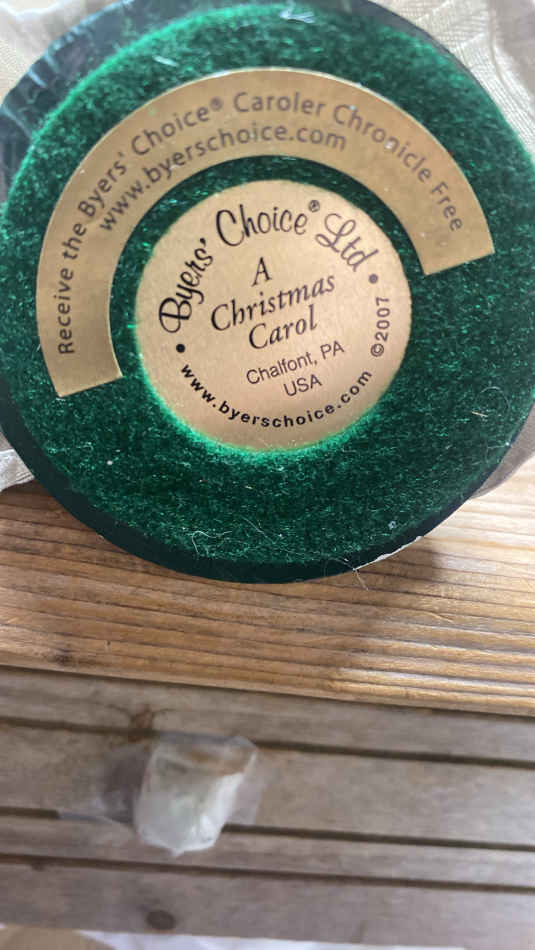 Receive the Byers' Choice® Caroler Chronicle Free
www.byerschoice.com
Byers' Choice® Ltd
A
Christmas
Carol
Chalfont, PA
USA
www.byerschoice.com
©2007